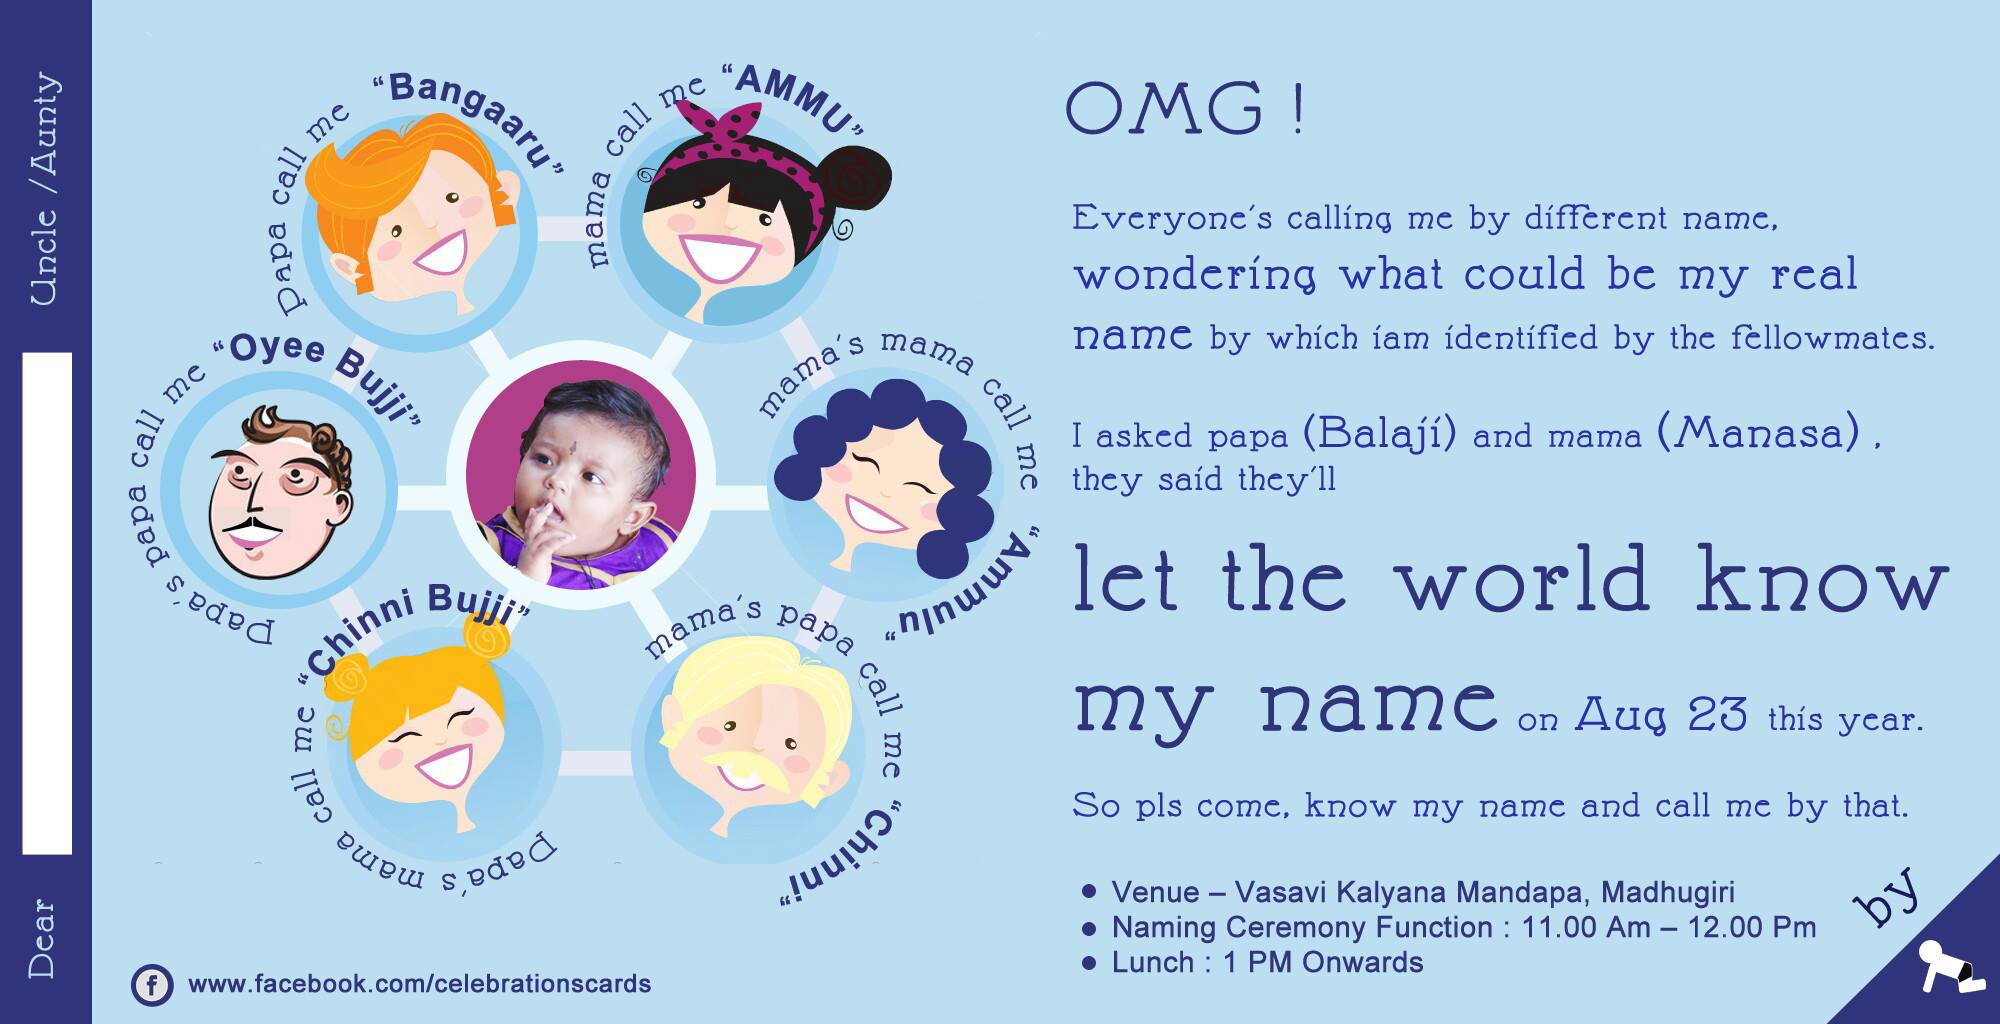 Dear
Uncle /Aunty
Papa call me "Bangaaru"
mama call me "AMMU"
Papa's papa call me "Oyee Bujji"
mama's mama call me "Ammulu"
Papa's mama call me "Chinni Bujji"
mama's papa call me "Chinni"
www.facebook.com/celebrationscards
OMG !
Everyone's calling me by different name,
wondering what could be my real
name by which iam identified by the fellowmates.
I asked papa (Balaji) and mama (Manasa) ,
they said they'll
let the world know
my name on Aug 23 this year.
So pls come, know my name and call me by that.
● Venue – Vasavi Kalyana Mandapa, Madhugiri
● Naming Ceremony Function : 11.00 Am – 12.00 Pm
● Lunch : 1 PM Onwards
by